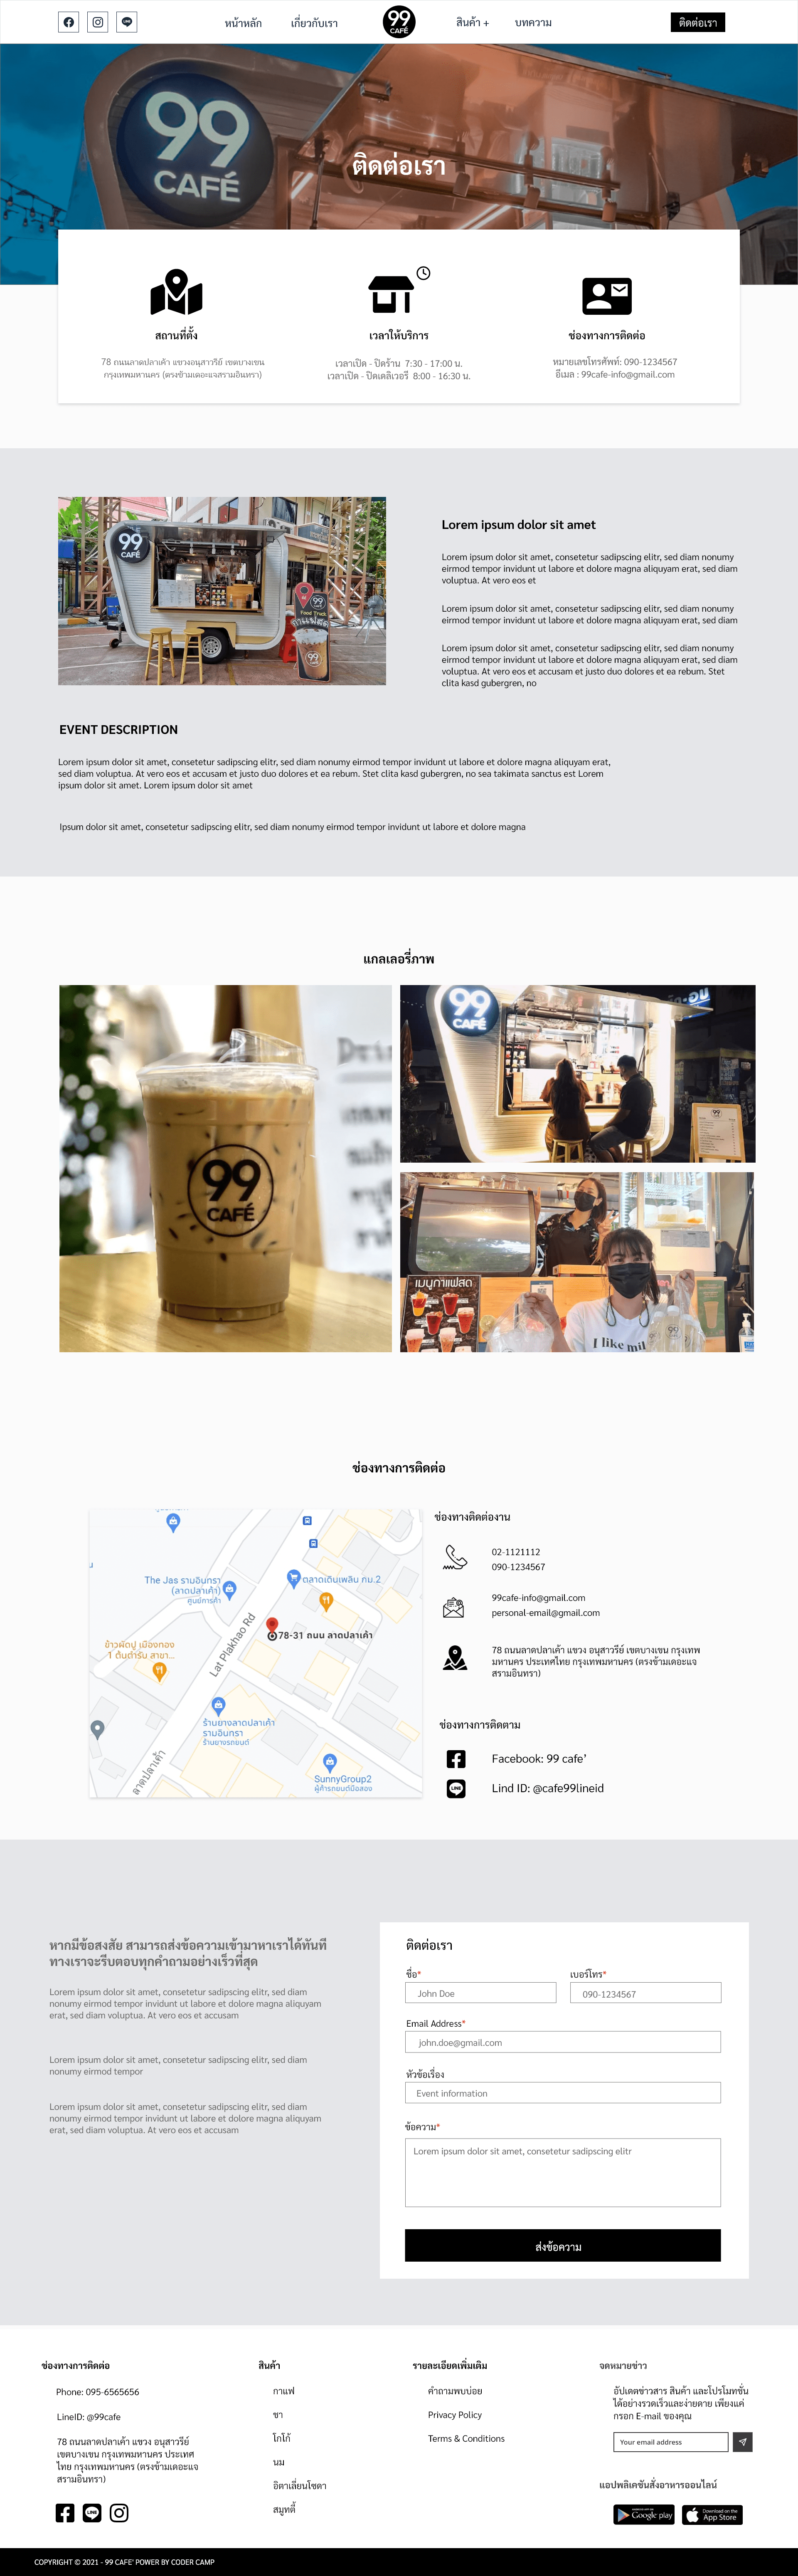 หน้าหลัก
เกี่ยวกับเรา
99
CAFÉ
สินค้า +
บทความ
ติดต่อเรา
99
CAFÉ
ติดต่อเรา
สถานที่ตั้ง
78 ถนนลาดปลาเค้า แขวงอนุสาวรีย์ เขตบางเขน
กรุงเทพมหานคร (ตรงข้ามเดอะแจสรามอินทรา)
เวลาให้บริการ
เวลาเปิด - ปิดร้าน 7:30 - 17:00 น.
เวลาเปิด - ปิดเดลิเวอรี่ 8:00 - 16:30 น.
ช่องทางการติดต่อ
หมายเลขโทรศัพท์: 090-1234567
อีเมล : 99cafe-info@gmail.com
99
CAFÉ
Food Truck
กาแฟสด
99
CAFÉ
Lorem ipsum dolor sit amet
Lorem ipsum dolor sit amet, consetetur sadipscing elitr, sed diam nonumy
eirmod tempor invidunt ut labore et dolore magna aliquyam erat, sed diam
voluptua. At vero eos et
Lorem ipsum dolor sit amet, consetetur sadipscing elitr, sed diam nonumy
eirmod tempor invidunt ut labore et dolore magna aliquyam erat, sed diam
Lorem ipsum dolor sit amet, consetetur sadipscing elitr, sed diam nonumy
eirmod tempor invidunt ut labore et dolore magna aliquyam erat, sed diam
voluptua. At vero eos et accusam et justo duo dolores et ea rebum. Stet
clita kasd gubergren, no
EVENT DESCRIPTION
Lorem ipsum dolor sit amet, consetetur sadipscing elitr, sed diam nonumy eirmod tempor invidunt ut labore et dolore magna aliquyam erat,
sed diam voluptua. At vero eos et accusam et justo duo dolores et ea rebum. Stet clita kasd gubergren, no sea takimata sanctus est Lorem
ipsum dolor sit amet. Lorem ipsum dolor sit amet
Ipsum dolor sit amet, consetetur sadipscing elitr, sed diam nonumy eirmod tempor invidunt ut labore et dolore magna
แกลเลอรี่ภาพ
99
CAFÉ
99
CAFÉ
เมนูกาแฟสด
I like mil
ช่องทางการติดต่อ
The Jas รามอินทรา
(ลาดปลาเค้า)
ศูนย์การค้า
ตลาดเดินเพลิน กม.2
78-31 ถนน ลาดปลาเค้า
ข้าวผัดปู เมืองทอง
1 ต้นตำรับ สาขา...
Lat Plakhao Rd
ร้านยางลาดปลาเค้า
รามอินทรา
ร้านยางรถยนต์
ลาดปลาเค้า
SunnyGroup2
ผู้ค้ารถยนต์มือสอง
ช่องทางติดต่องาน
02-1121112
090-1234567
99cafe-info@gmail.com
personal-email@gmail.com
78 ถนนลาดปลาเค้า แขวง อนุสาวรีย์ เขตบางเขน กรุงเทพ
มหานคร ประเทศไทย กรุงเทพมหานคร (ตรงข้ามเดอะแจ
สรามอินทรา)
ช่องทางการติดตาม
Facebook: 99 cafe’
LINE
Lind ID: @cafe99lineid
หากมีข้อสงสัย สามารถส่งข้อความเข้ามาหาเราได้ทันที
ทางเราจะรีบตอบทุกคำถามอย่างเร็วที่สุด
Lorem ipsum dolor sit amet, consetetur sadipscing elitr, sed diam
nonumy eirmod tempor invidunt ut labore et dolore magna aliquyam
erat, sed diam voluptua. At vero eos et accusam
Lorem ipsum dolor sit amet, consetetur sadipscing elitr, sed diam
nonumy eirmod tempor
Lorem ipsum dolor sit amet, consetetur sadipscing elitr, sed diam
nonumy eirmod tempor invidunt ut labore et dolore magna aliquyam
erat, sed diam voluptua. At vero eos et accusam
ติดต่อเรา
ชื่อ*
เบอร์โทร*
John Doe
090-1234567
Email Address*
john.doe@gmail.com
หัวข้อเรื่อง
Event information
ข้อความ*
Lorem ipsum dolor sit amet, consetetur sadipscing elitr
ส่งข้อความ
ช่องทางการติดต่อ
Phone: 095-6565656
LineID: @99cafe
78 ถนนลาดปลาเค้า แขวง อนุสาวรีย์
เขตบางเขน กรุงเทพมหานคร ประเทศ
ไทย กรุงเทพมหานคร (ตรงข้ามเดอะแจ
สรามอินทรา)
LINE
สินค้า
กาแฟ
ชา
โกโก้
นม
อิตาเลี่ยนโซดา
สมูทตี้
รายละเอียดเพิ่มเติม
คำถามพบบ่อย
Privacy Policy
Terms & Conditions
จดหมายข่าว
อัปเดตข่าวสาร สินค้า และโปรโมทชั่น
ได้อย่างรวดเร็วและง่ายดาย เพียงแค่
กรอก E-mail ของคุณ
Your email address
แอปพลิเคชันสั่งอาหารออนไลน์
Google play
Download on the
App Store
COPYRIGHT © 2021 - 99 CAFE' POWER BY CODER CAMP